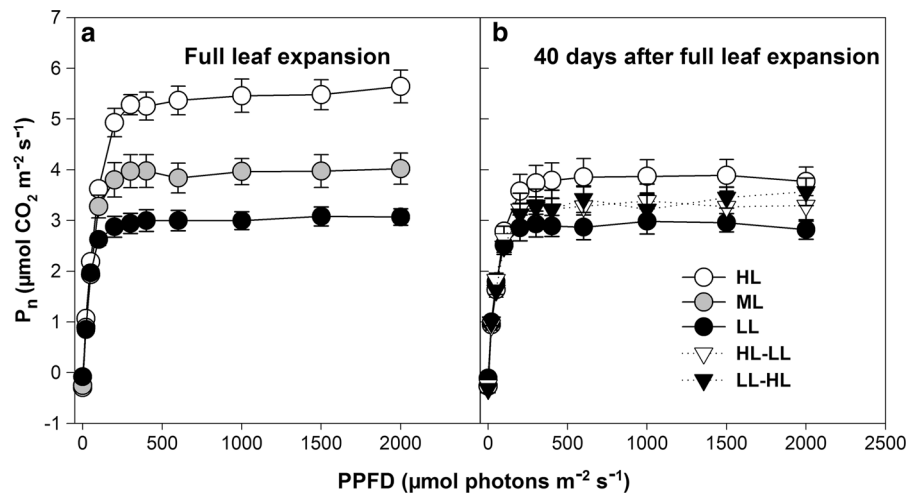 a
Full leaf expansion
b
40 days after full leaf expansion
7
6
5
4
3
2
1
0
-1
Pn (μmol CO2 m−2 s−1)
HL
ML
LL
HL-LL
LL-HL
0 500 1000 1500 2000
0 500 1000 1500 2000 2500
PPFD (μmol photons m−2 s−1)